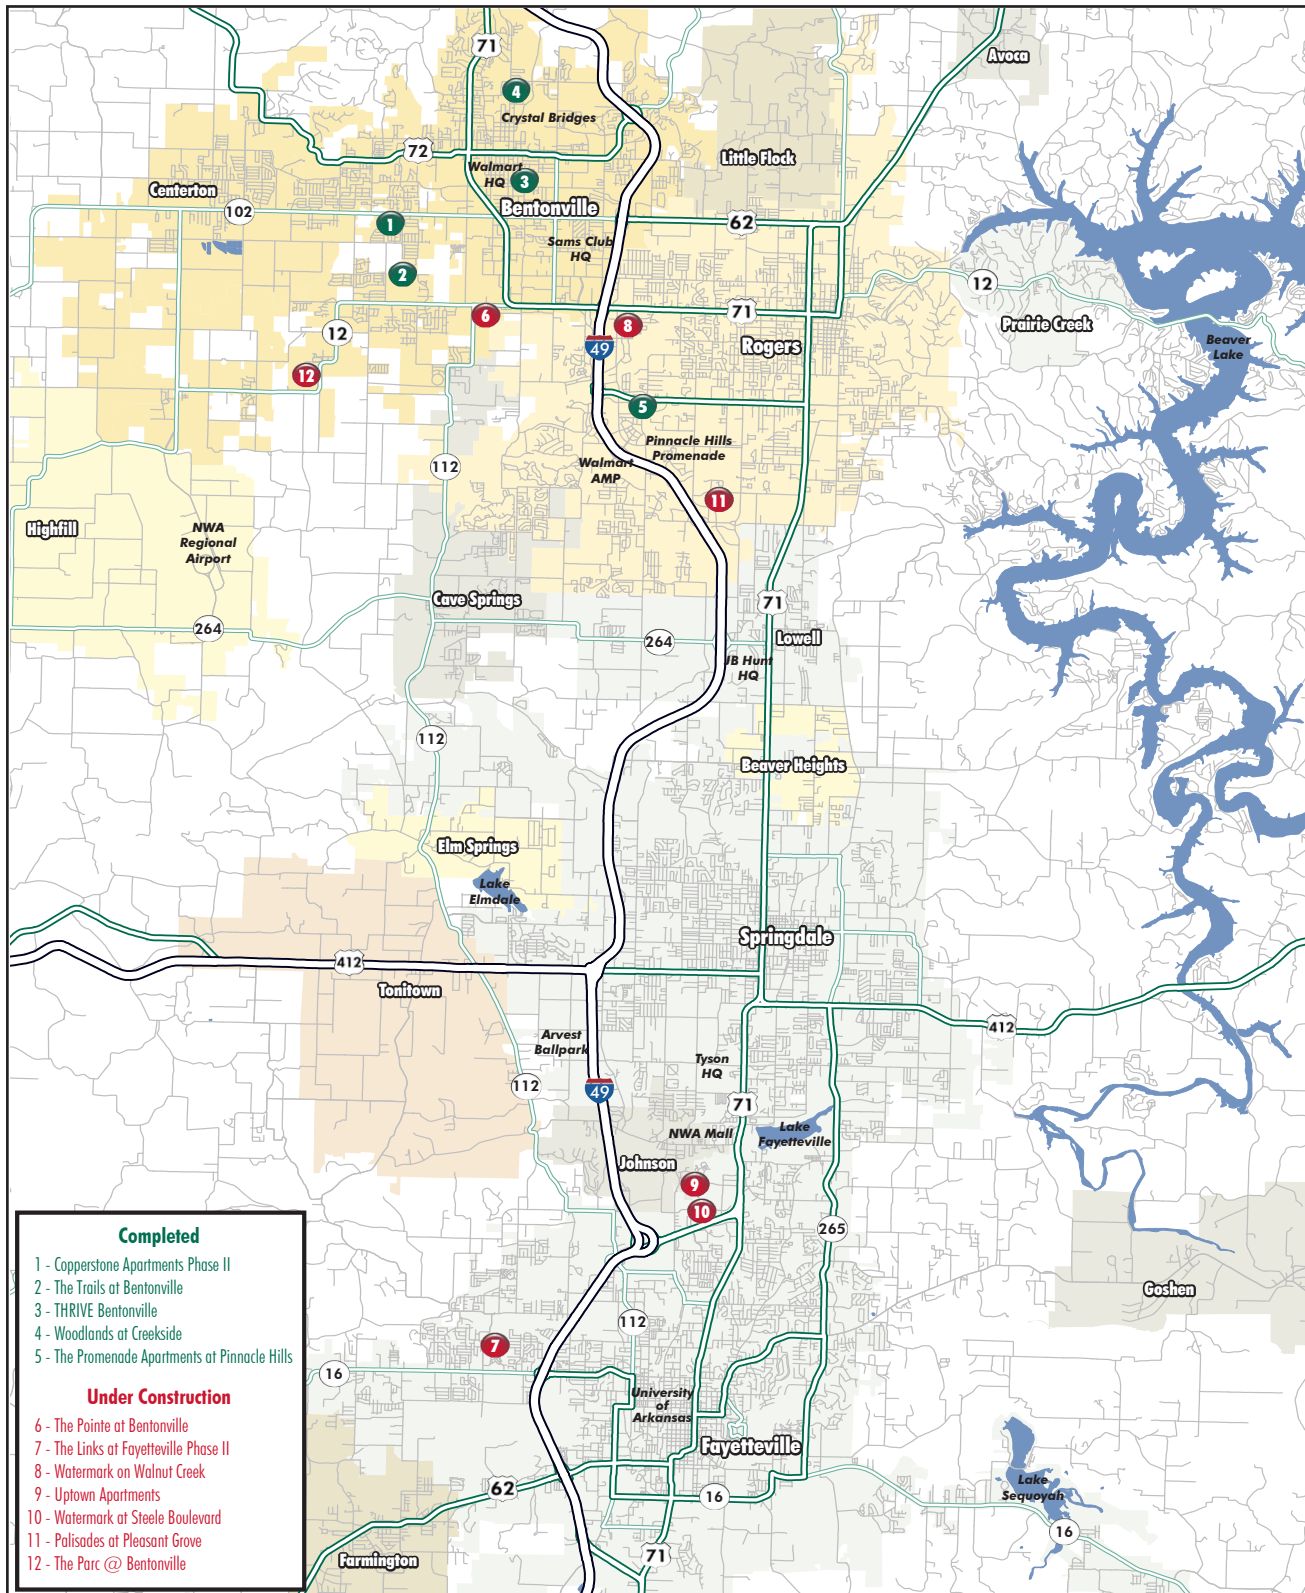 71
Avoca
4
Crystal Bridges
72
Little Flock
Walmart
HQ
3
Centerton
102
Bentonville
1
62
Sams Club
HQ
2
12
6
71
12
8
Prairie Creek
49
Rogers
Beaver
Lake
12
5
Pinnacle Hills
Promenade
112
Walmart
AMP
11
Highfill
NWA
Regional
Airport
Cave Springs
71
264
264
Lowell
JB Hunt
HQ
112
Beaver Heights
Elm Springs
Lake
Elmdale
Springdale
412
Tonitown
412
Arvest
Ballpark
Tyson
HQ
112
49
71
NWA Mall
Lake
Fayetteville
Johnson
9
10
265
Goshen
112
7
16
University
of
Arkansas
Fayetteville
62
16
Lake
Sequoyah
16
71
Farmington
Completed
1 - Copperstone Apartments Phase II
2 - The Trails at Bentonville
3 - THRIVE Bentonville
4 - Woodlands at Creekside
5 - The Promenade Apartments at Pinnacle Hills
Under Construction
6 - The Pointe at Bentonville
7 - The Links at Fayetteville Phase II
8 - Watermark on Walnut Creek
9 - Uptown Apartments
10 - Watermark at Steele Boulevard
11 - Palisades at Pleasant Grove
12 - The Parc @ Bentonville